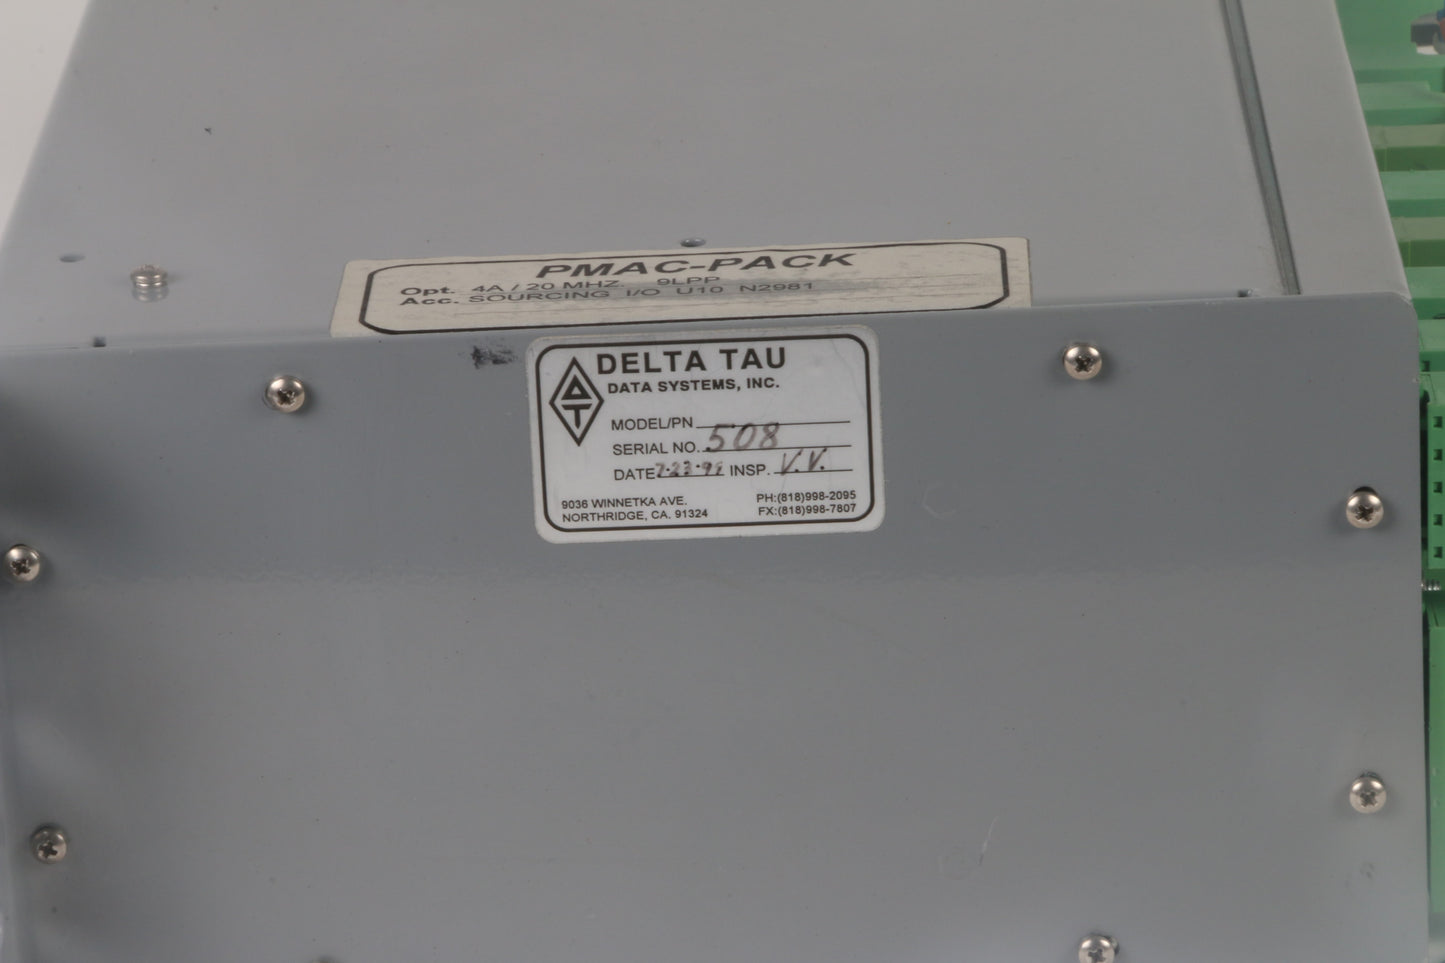 PMAC-PACK
Opt. 4A / 20 MHZ. 9LPP
Acc. SOURCING I/O U10 N2981
DELTA TAU
DATA SYSTEMS, INC.
MODEL/PN
SERIAL NO. 508
DATE INSP. V.V.
9036 WINNETKA AVE. PH:(818)998-2095
NORTHRIDGE, CA. 91324 FX:(818)998-7807